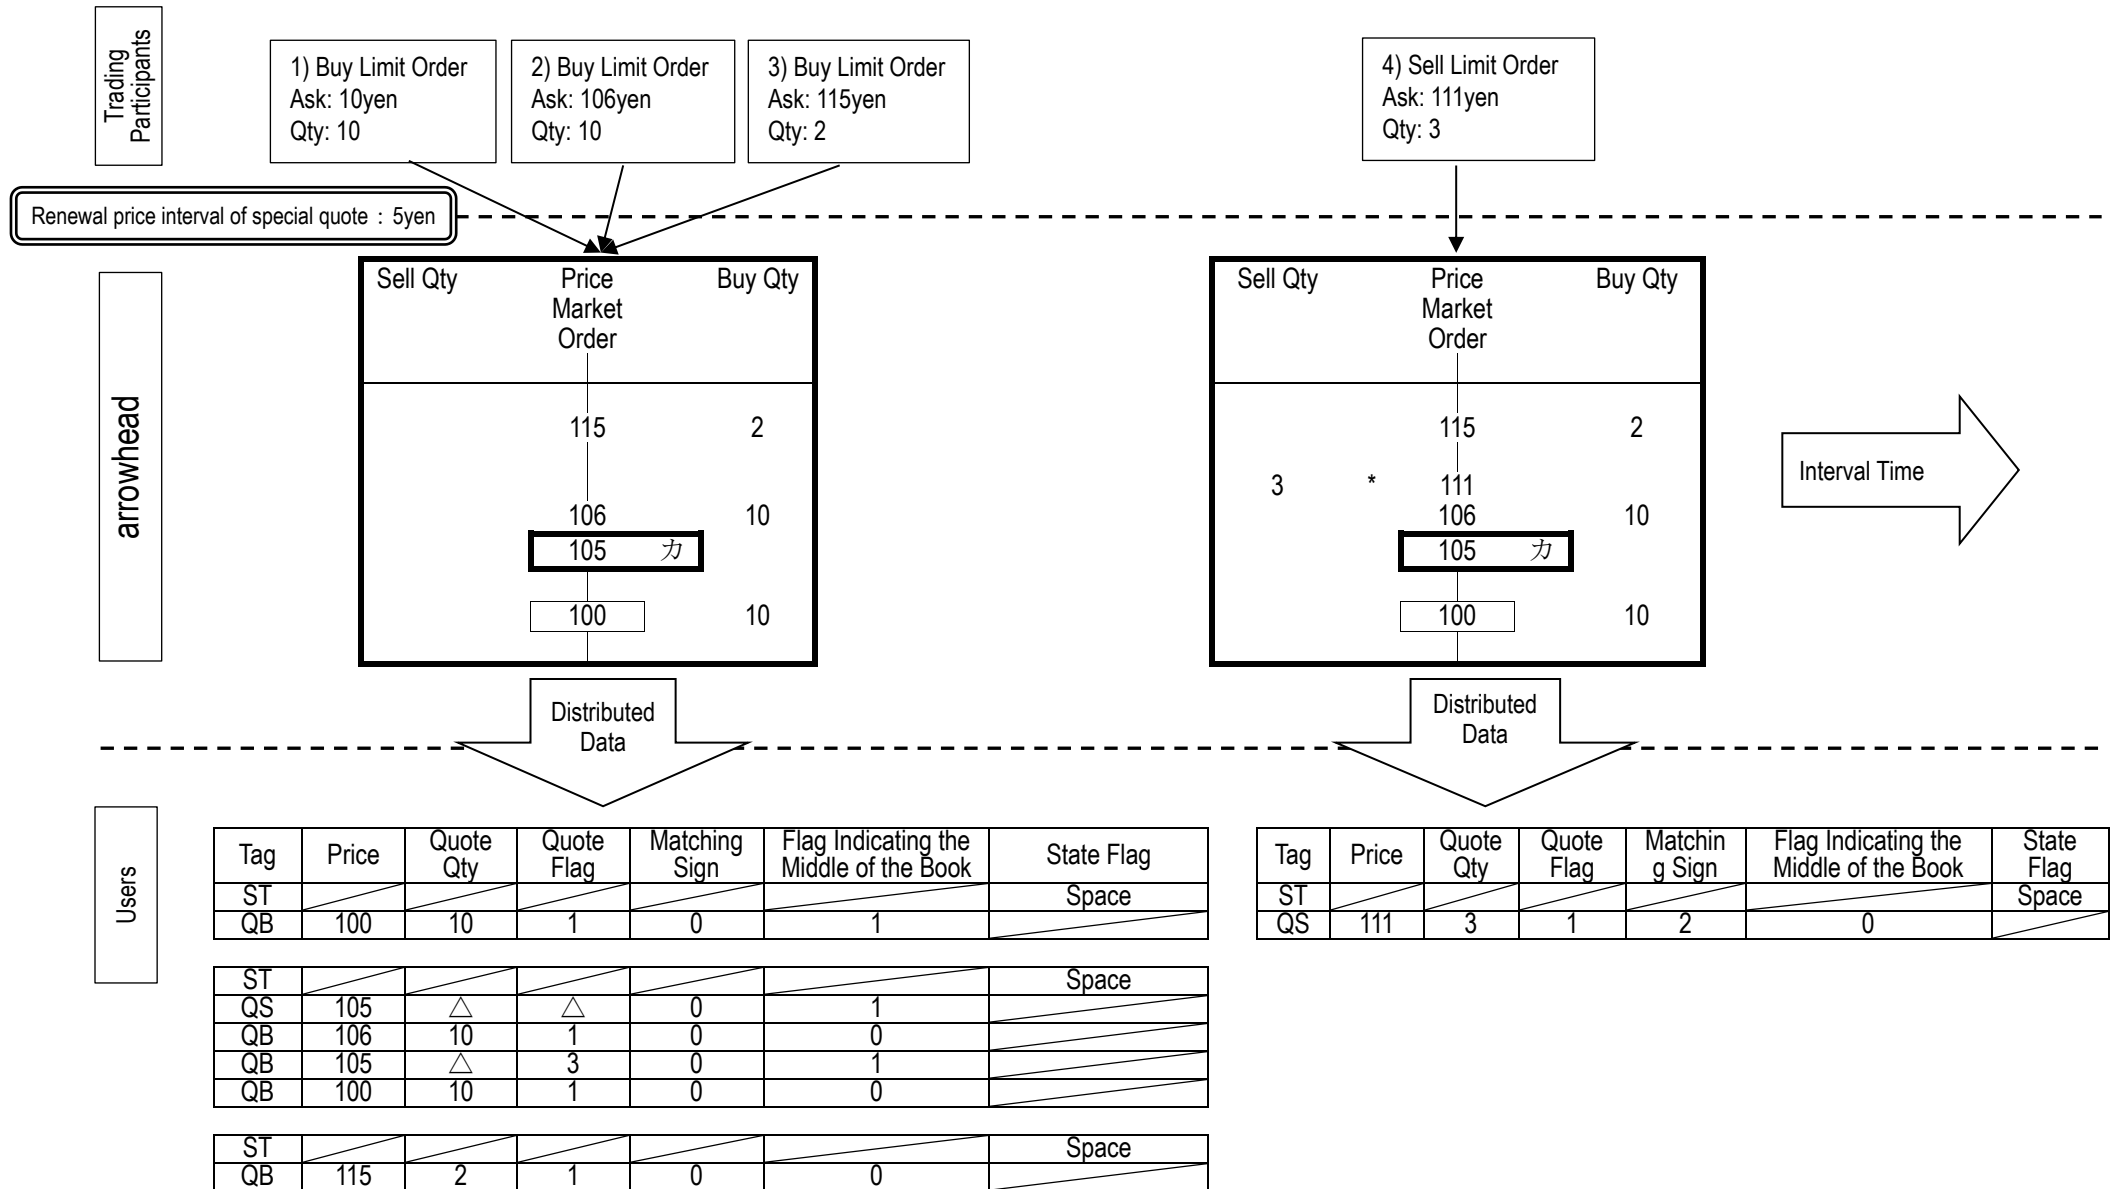 Trading
Participants
1) Buy Limit Order
Ask: 10yen
Qty: 10
2) Buy Limit Order
Ask: 106yen
Qty: 10
3) Buy Limit Order
Ask: 115yen
Qty: 2
4) Sell Limit Order
Ask: 111yen
Qty: 3
Renewal price interval of special quote : 5yen
arrowhead
Sell Qty Price Buy Qty
Market
Order
115 2
106 10
105 カ
100 10
Sell Qty Price Buy Qty
Market
Order
115 2
3 * 111
106 10
105 カ
100 10
Interval Time
Distributed
Data
Distributed
Data
Users
Tag Price Quote Qty Quote Flag Matching Sign Flag Indicating the Middle of the Book State Flag
ST Space
QB 100 10 1 0 1
ST Space
QS 105 △ △ 0 1
QB 106 10 1 0 0
QB 105 △ 3 0 1
QB 100 10 1 0 0
ST Space
QB 115 2 1 0 0
Tag Price Quote Qty Quote Flag Matchin g Sign Flag Indicating the Middle of the Book State Flag
ST Space
QS 111 3 1 2 0